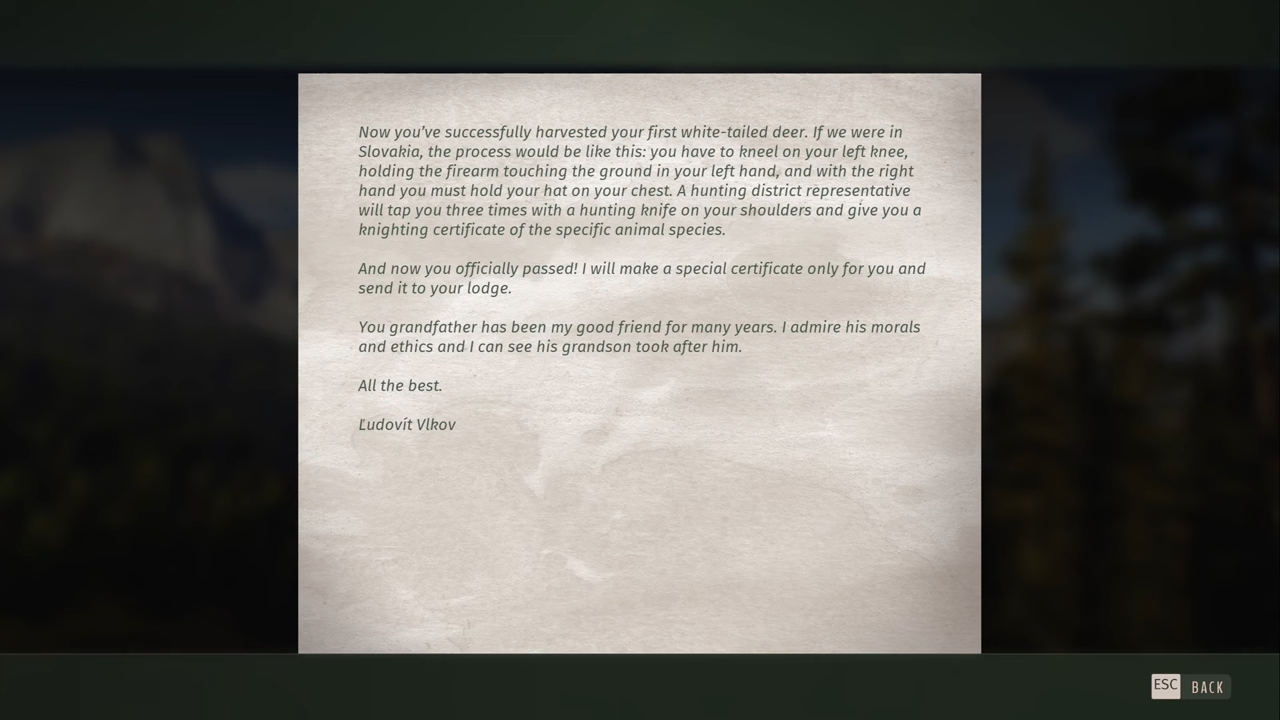 Now you’ve successfully harvested your first white-tailed deer. If we were in
Slovakia, the process would be like this: you have to kneel on your left knee,
holding the firearm touching the ground in your left hand, and with the right
hand you must hold your hat on your chest. A hunting district representative
will tap you three times with a hunting knife on your shoulders and give you a
knighting certificate of the specific animal species.
And now you officially passed! I will make a special certificate only for you and
send it to your lodge.
You grandfather has been my good friend for many years. I admire his morals
and ethics and I can see his grandson took after him.
All the best.
Ľudovít Vlkov
ESC BACK